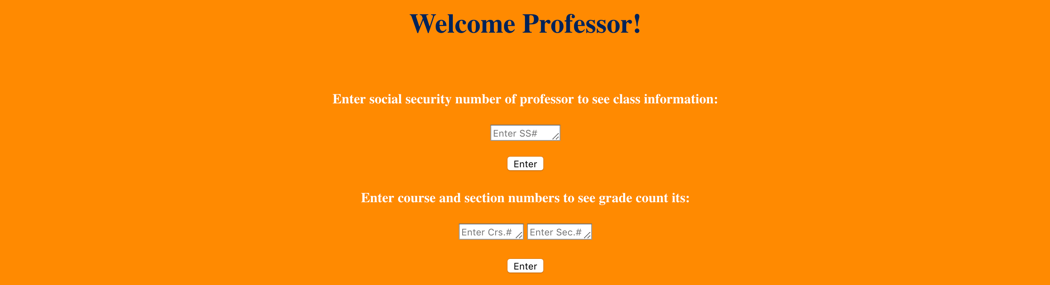 Welcome Professor!
Enter social security number of professor to see class information:
Enter SS#
Enter
Enter course and section numbers to see grade count its:
Enter Crs.# Enter Sec.#
Enter